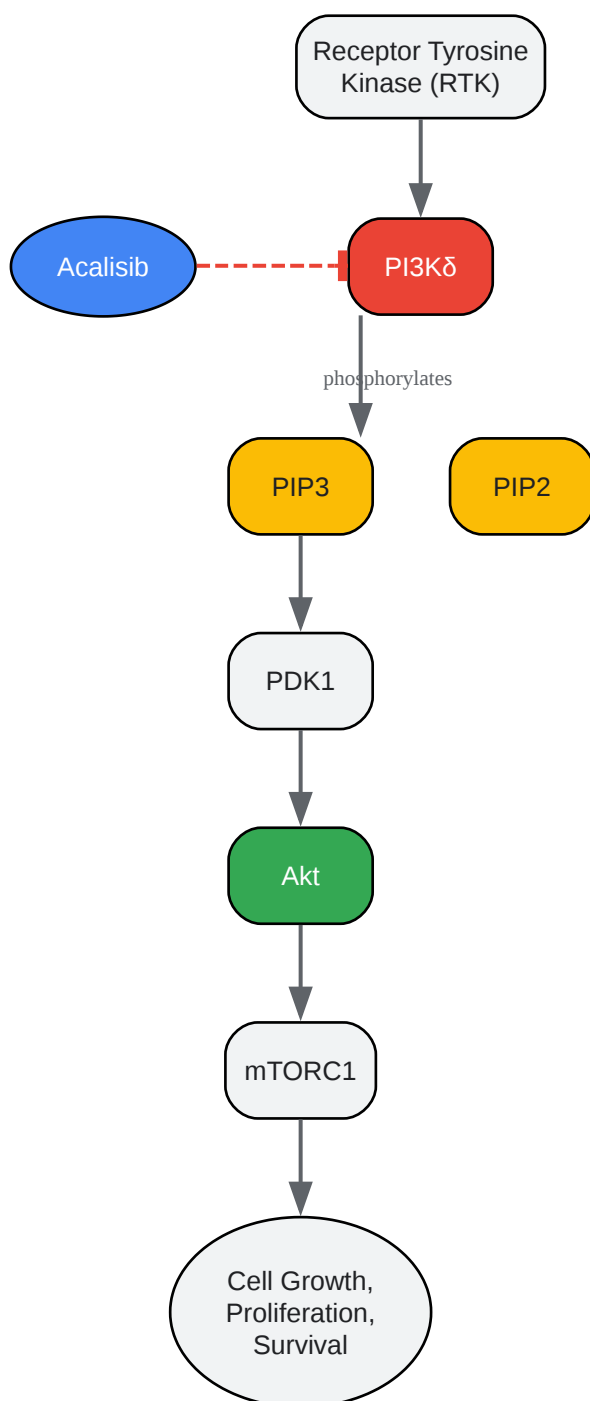 Receptor Tyrosine
Kinase (RTK)
Acalisib
PI3Kδ
phosphorylates
PIP3
PIP2
PDK1
Akt
mTORC1
Cell Growth,
Proliferation,
Survival